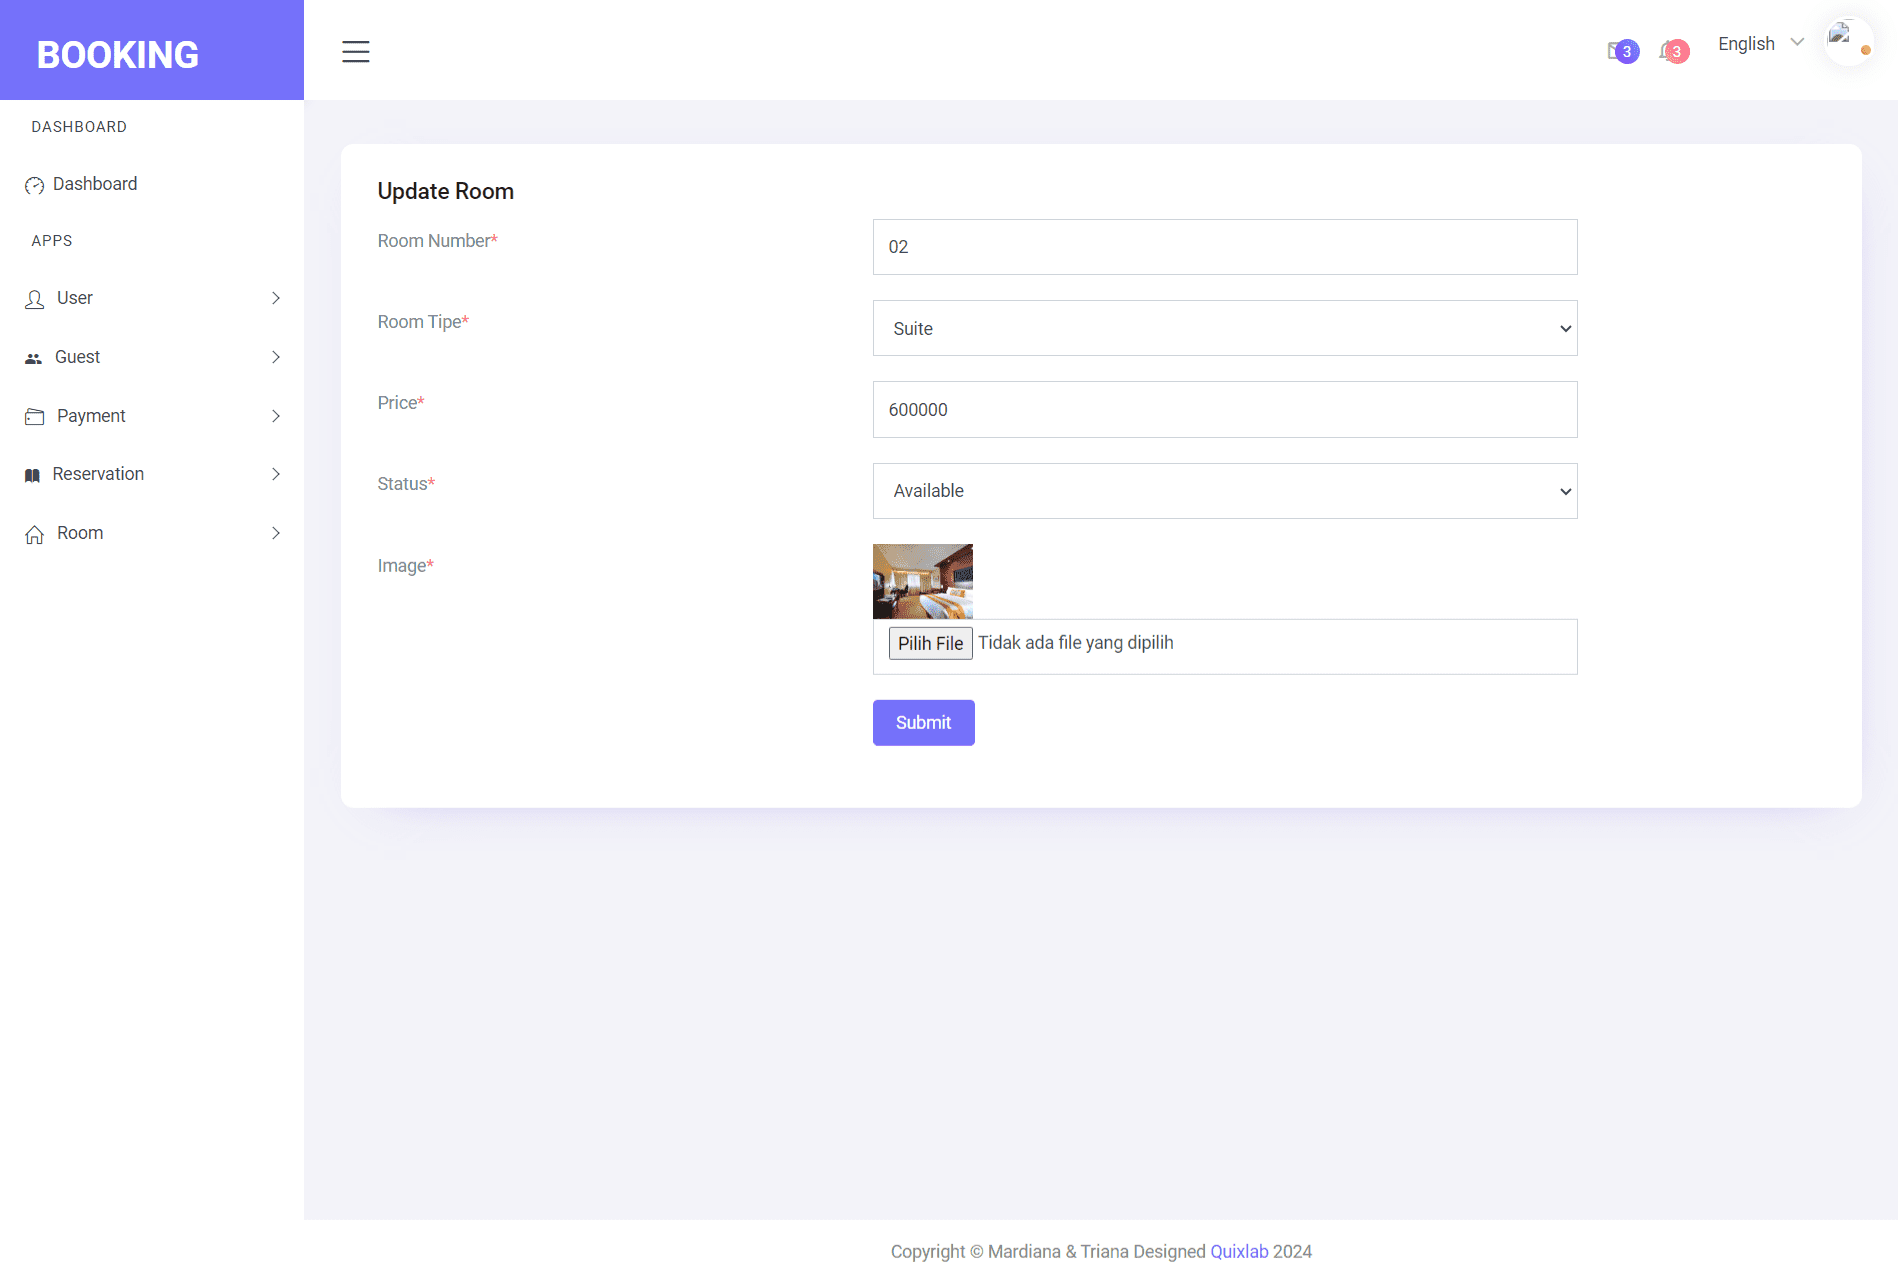 BOOKING
3
3
English
DASHBOARD
Dashboard
APPS
User
Guest
Payment
Reservation
Room
Update Room
Room Number*
02
Room Tipe*
Suite
Price*
600000
Status*
Available
Image*
Pilih File Tidak ada file yang dipilih
Submit
Copyright © Mardiana & Triana Designed Quixlab 2024